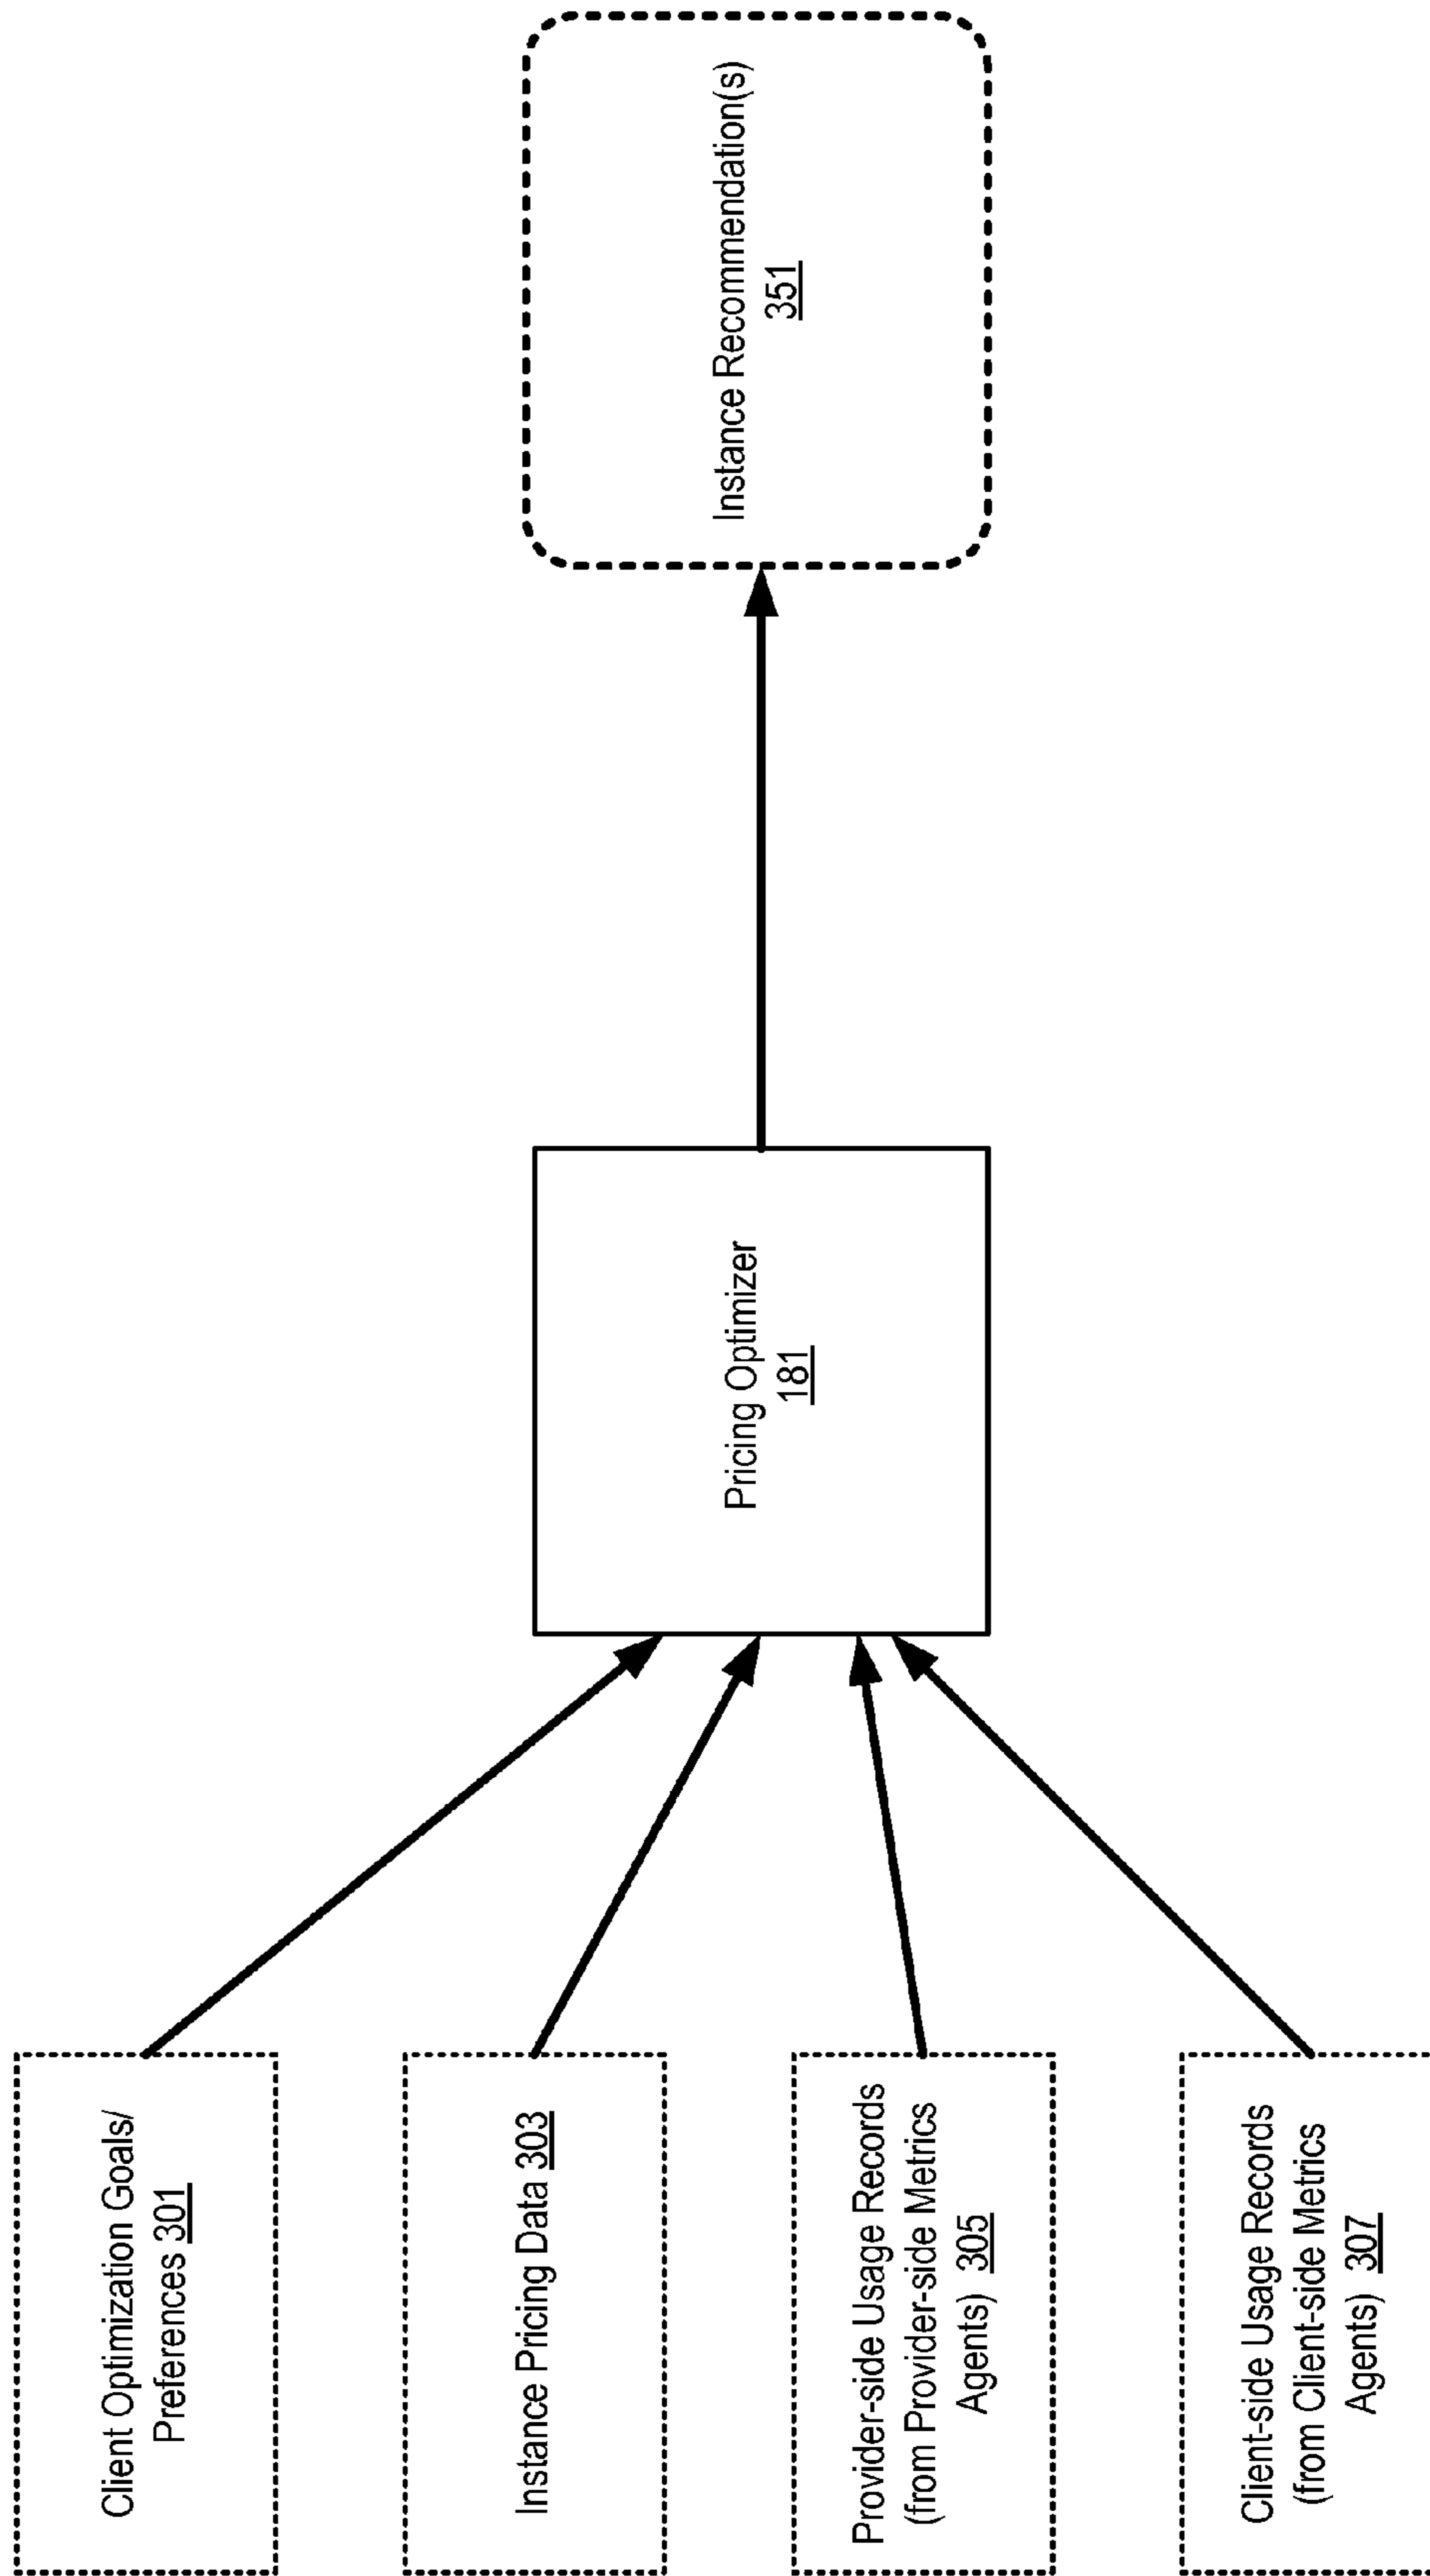 Client Optimization Goals/
Preferences 301
Instance Pricing Data 303
Provider-side Usage Records
(from Provider-side Metrics
Agents) 305
Client-side Usage Records
(from Client-side Metrics
Agents) 307
Pricing Optimizer
181
Instance Recommendation(s)
351